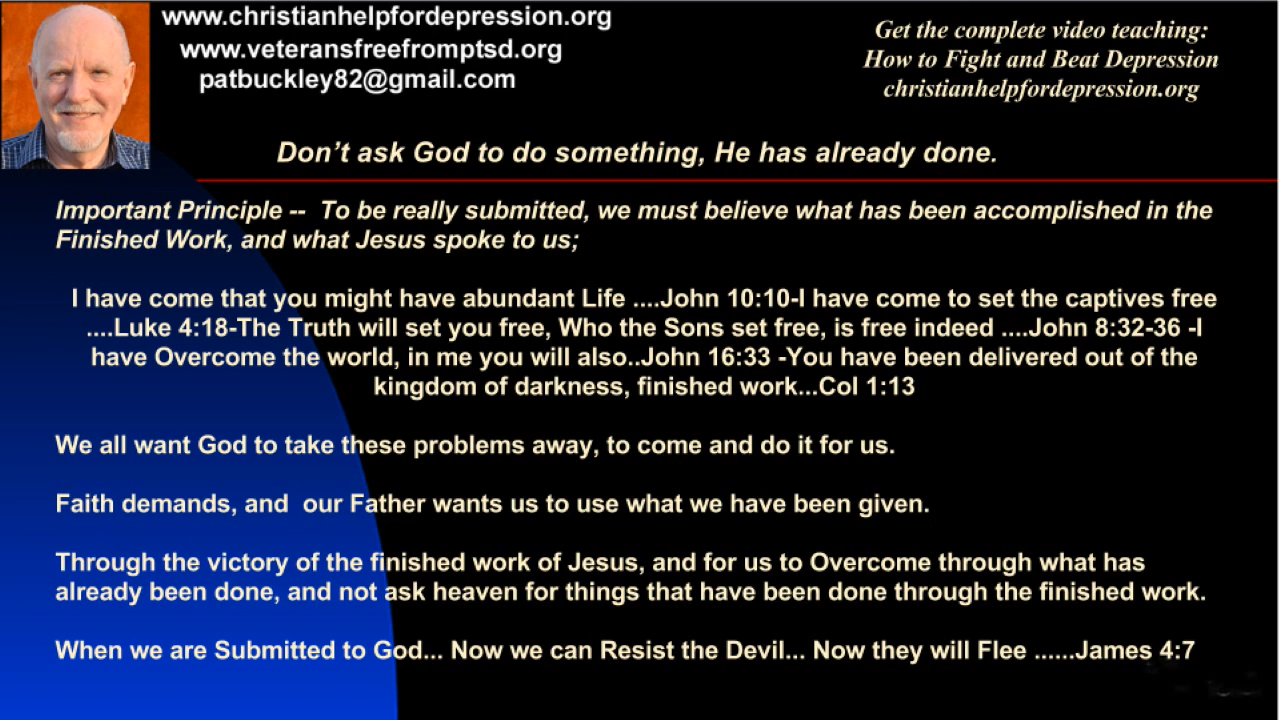 www.christianhelpfordepression.org
www.veteransfreefromptsd.org
patbuckley82@gmail.com
Get the complete video teaching:
How to Fight and Beat Depression
christianhelpfordepression.org
Don’t ask God to do something, He has already done.
Important Principle --  To be really submitted, we must believe what has been accomplished in the
Finished Work, and what Jesus spoke to us;
I have come that you might have abundant Life ....John 10:10-I have come to set the captives free
....Luke 4:18-The Truth will set you free, Who the Sons set free, is free indeed ....John 8:32-36 -I
have Overcome the world, in me you will also..John 16:33 -You have been delivered out of the
kingdom of darkness, finished work...Col 1:13
We all want God to take these problems away, to come and do it for us.
Faith demands, and  our Father wants us to use what we have been given.
Through the victory of the finished work of Jesus, and for us to Overcome through what has
already been done, and not ask heaven for things that have been done through the finished work.
When we are Submitted to God... Now we can Resist the Devil... Now they will Flee ......James 4:7